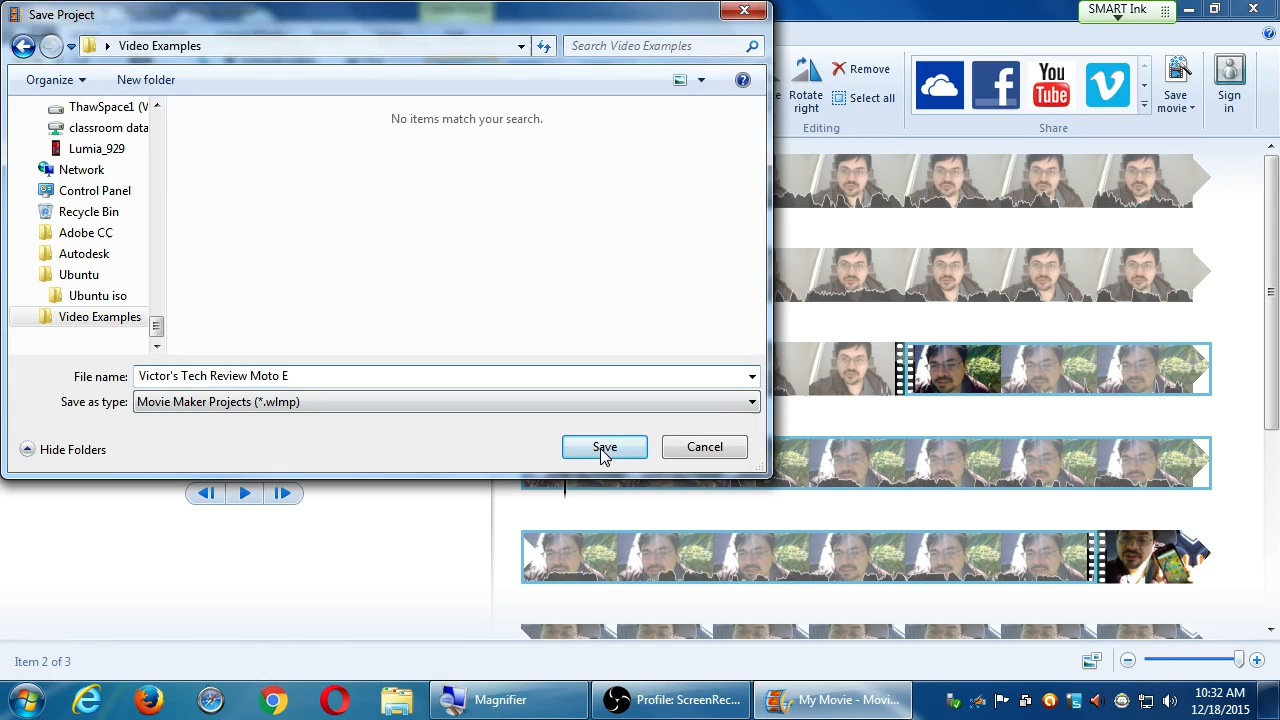 Save Project
SMART Ink
Video Examples
Search Video Examples
Organize
New folder
Remove
Rotate right
Select all
Editing
You Tube
Share
Save movie
Sign in
ThawSpace1 (V
classroom data
Lumia_929
Network
Control Panel
Recycle Bin
Adobe CC
Autodesk
Ubuntu
Ubuntu iso
Video Examples
No items match your search.
File name: Victor's Tech Review Moto E
Save as type: Movie Maker Projects (*.wlmp)
Hide Folders
Save
Cancel
Item 2 of 3
Magnifier
Profile: ScreenRec...
My Movie - Movi...
10:32 AM
12/18/2015